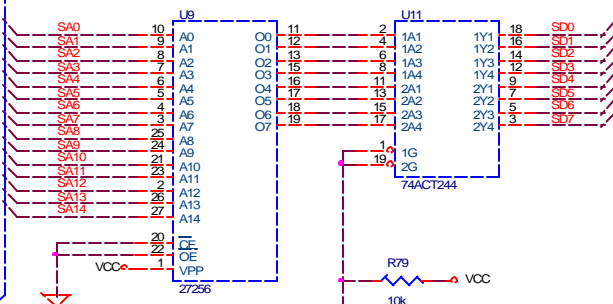 U9
U11
SA0 10 A0 O0 11 2 1A1 1Y1 18 SD0
SA1 9 A1 O1 12 4 1A2 1Y2 16 SD1
SA2 8 A2 O2 13 6 1A3 1Y3 14 SD2
SA3 7 A3 O3 15 8 1A4 1Y4 12 SD3
SA4 6 A4 O4 16 11 2A1 2Y1 9 SD4
SA5 5 A5 O5 17 13 2A2 2Y2 7 SD5
SA6 4 A6 O6 18 15 2A3 2Y3 5 SD6
SA7 3 A7 O7 19 17 2A4 2Y4 3 SD7
SA8 25 A8
SA9 24 A9 1 1G
SA10 21 A10 19 2G
SA11 23 A11 74ACT244
SA12 2 A12
SA13 26 A13
SA14 27 A14
20 CE
22 OE
VCC 1 VPP
27256
R79
VCC
10k